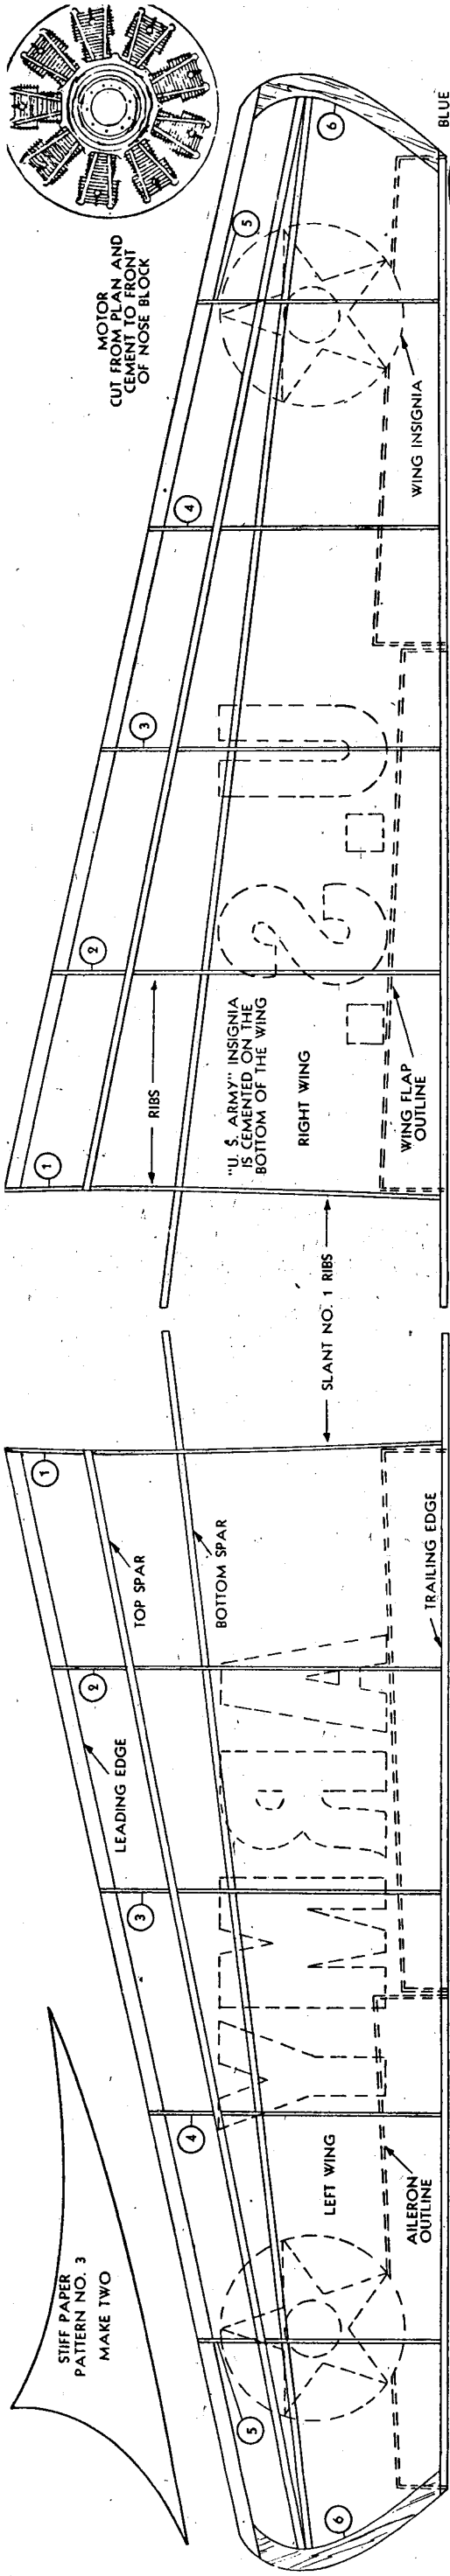 STIFF PAPER
PATTERN NO. 3
MAKE TWO
6
5
4
3
2
1
LEADING EDGE
TOP SPAR
BOTTOM SPAR
LEFT WING
ARMY
AILERON
OUTLINE
TRAILING EDGE
SLANT NO. 1 RIBS
1
2
3
4
5
6
RIBS
"U. S. ARMY" INSIGNIA
IS CEMENTED ON THE
BOTTOM OF THE WING
RIGHT WING
U.S.
WING FLAP
OUTLINE
WING INSIGNIA
MOTOR
CUT FROM PLAN AND
CEMENT TO FRONT
OF NOSE BLOCK
BLUE